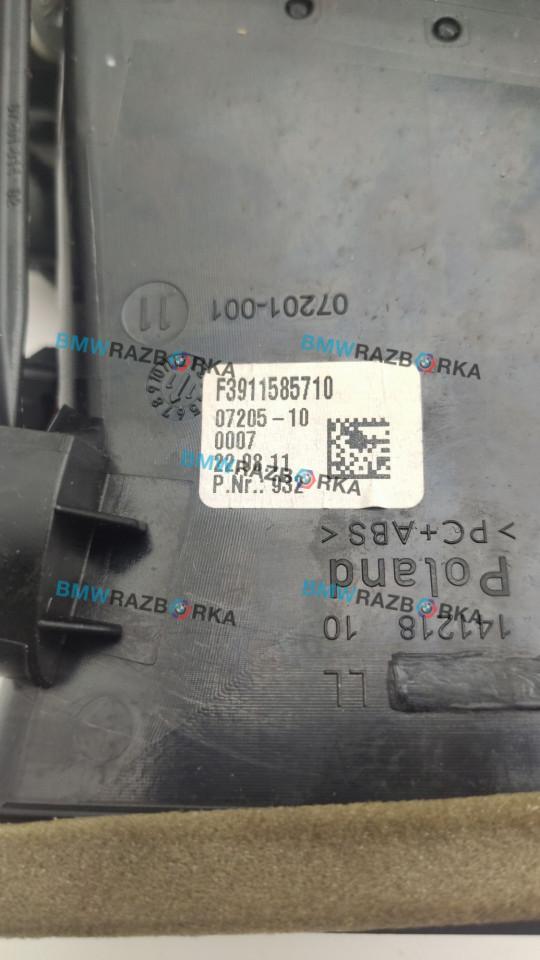 07201-001
11
BMWRAZBORKA
BMWRAZBORKA
F3911585710
07205-10
0007
22.08.11
P.Nr.: 932
BMWRAZBORKA
>PC+ABS<
Poland
BMWRAZBORKA
BMWRAZBORKA
141218 10
LL